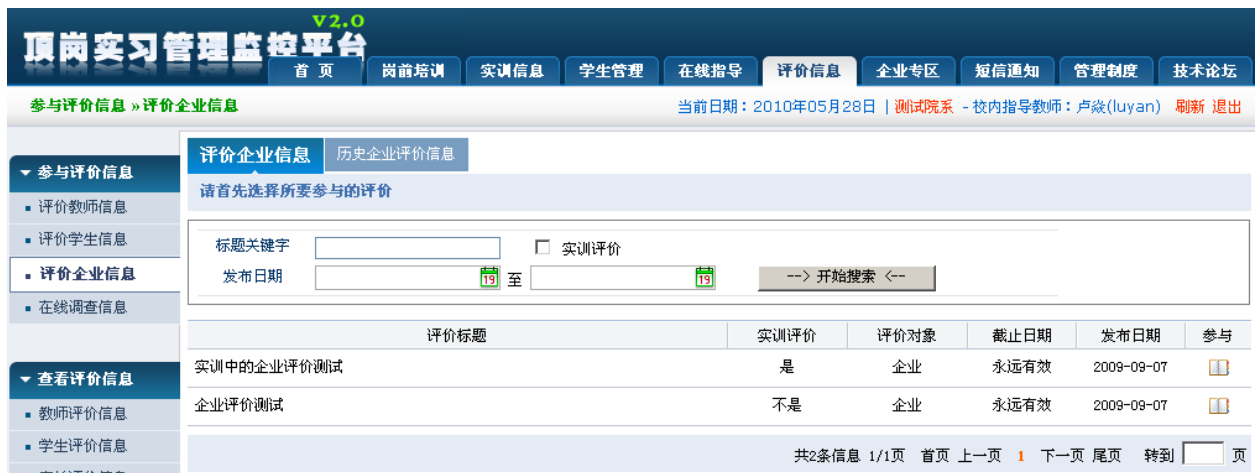 V2.0
顶岗实习管理监控平台
首 页 岗前培训 实训信息 学生管理 在线指导 评价信息 企业专区 短信通知 管理制度 技术论坛
参与评价信息 » 评价企业信息 当前日期：2010年05月28日 | 测试院系 - 校内指导教师：卢焱(luyan) 刷新 退出
参与评价信息
评价教师信息
评价学生信息
评价企业信息
在线调查信息
查看评价信息
教师评价信息
学生评价信息
评价企业信息 历史企业评价信息
请首先选择所要参与的评价
标题关键字 实训评价
发布日期 19 至 19 --> 开始搜索 <--
评价标题 实训评价 评价对象 截止日期 发布日期 参与
实训中的企业评价测试 是 企业 永远有效 2009-09-07
企业评价测试 不是 企业 永远有效 2009-09-07
共2条信息 1/1页 首页 上一页 1 下一页 尾页 转到 页